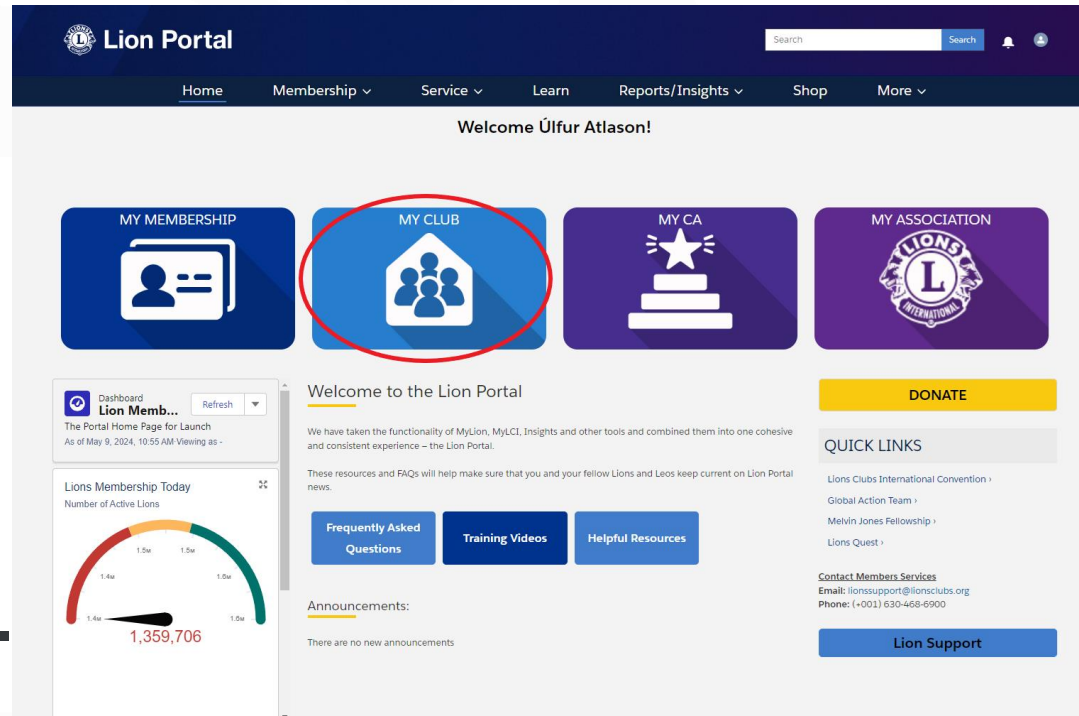 Lion Portal
Search
Search
Home
Membership
Service
Learn
Reports/Insights
Shop
More
Welcome Úlfur Atlason!
MY MEMBERSHIP
MY CLUB
MY CA
MY ASSOCIATION
LIONS
L
INTERNATIONAL
Dashboard
Lion Memb...
Refresh
The Portal Home Page for Launch
As of May 9, 2024, 10:55 AM Viewing as -
Lions Membership Today
Number of Active Lions
1.4M
1.4M
1.5M
1.5M
1.6M
1.6M
1,359,706
Welcome to the Lion Portal
We have taken the functionality of MyLion, MyLCI, Insights and other tools and combined them into one cohesive
and consistent experience – the Lion Portal.
These resources and FAQs will help make sure that you and your fellow Lions and Leos keep current on Lion Portal
news.
Frequently Asked
Questions
Training Videos
Helpful Resources
Announcements:
There are no new announcements
DONATE
QUICK LINKS
Lions Clubs International Convention ›
Global Action Team ›
Melvin Jones Fellowship ›
Lions Quest ›
Contact Members Services
Email: lionssupport@lionsclubs.org
Phone: (+001) 630-468-6900
Lion Support